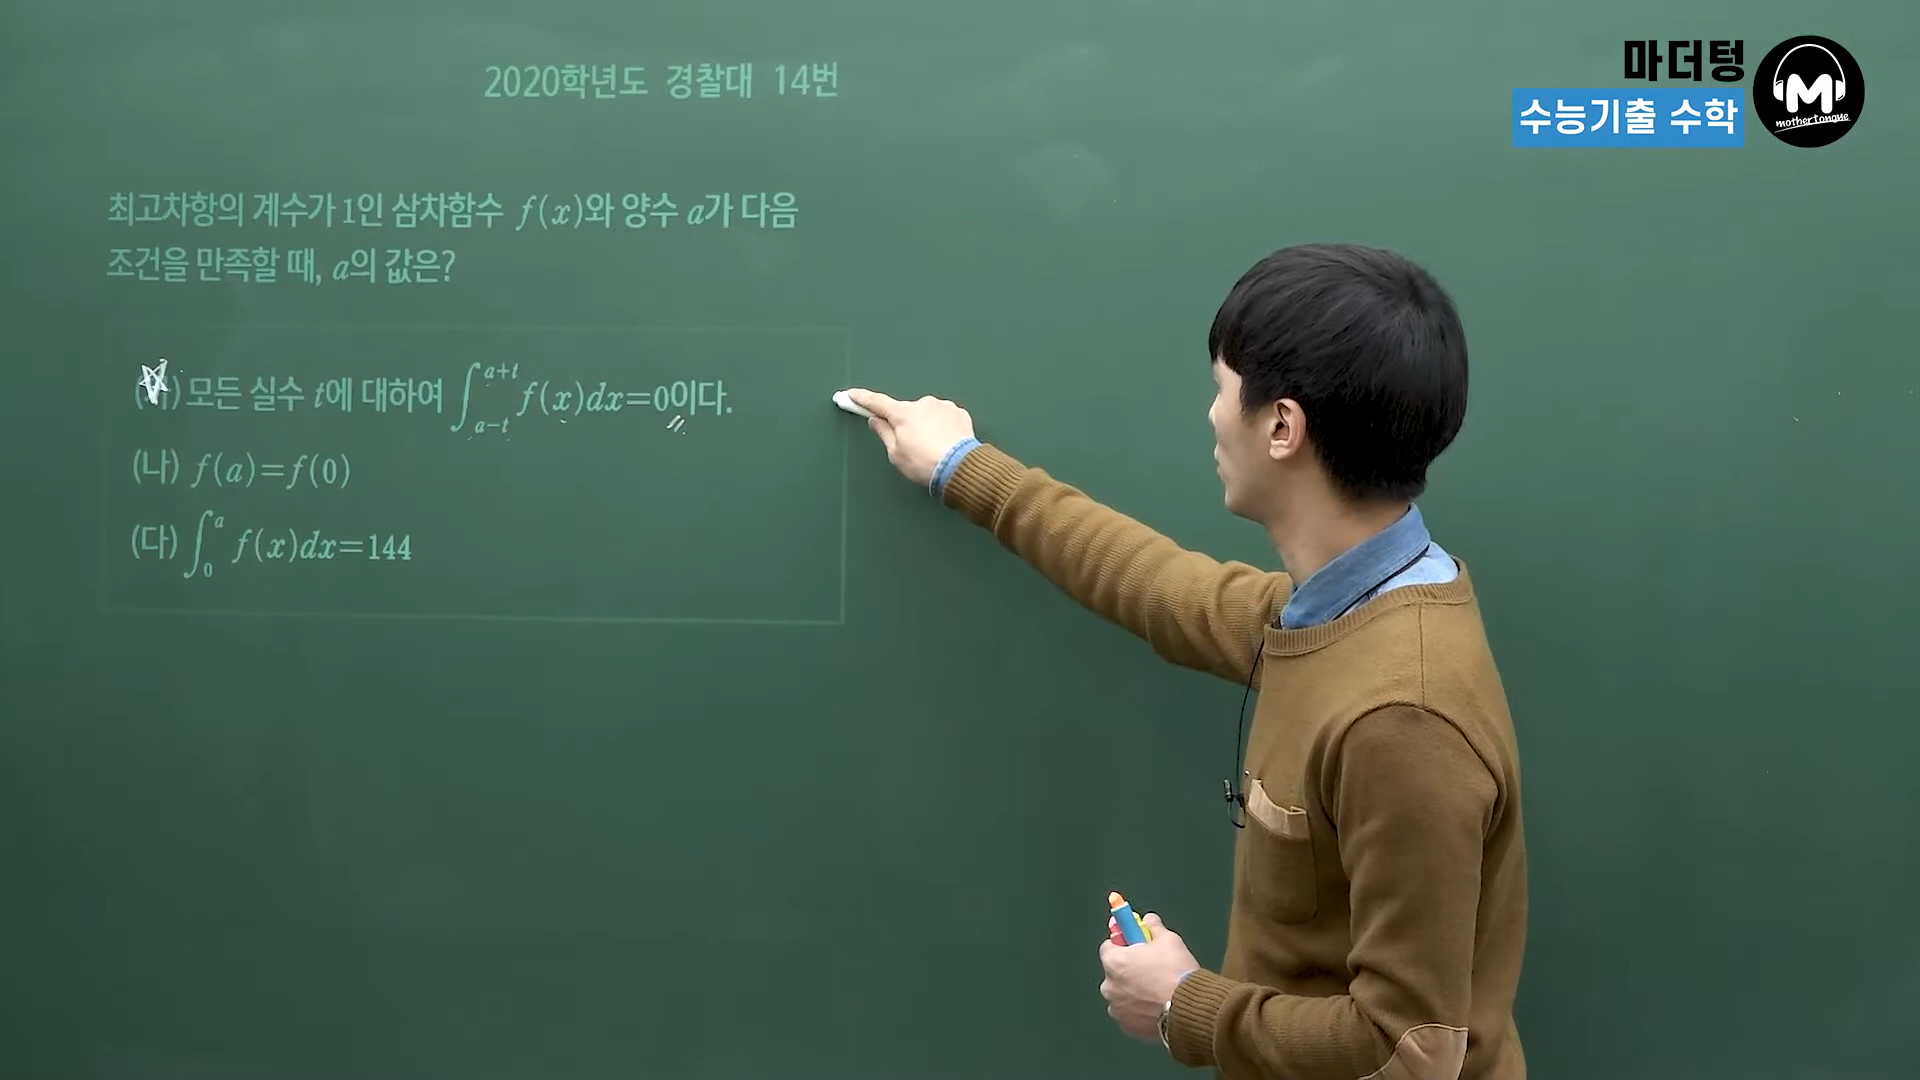 2020학년도 경찰대 14번
마더텅
수능기출 수학
M
mothertongue
최고차항의 계수가 1인 삼차함수 f(x)와 양수 a가 다음
조건을 만족할 때, a의 값은?
(가) 모든 실수 t에 대하여 ∫_{a-t}^{a+t} f(x)dx=0이다.
(나) f(a)=f(0)
(다) ∫_0^a f(x)dx=144